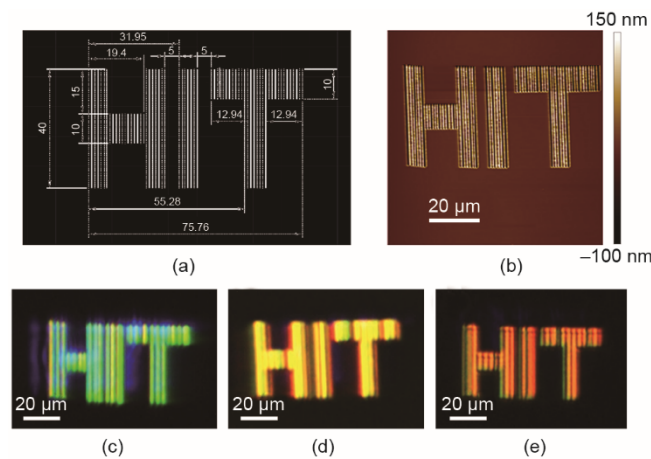 150 nm
31.95
19.4
5
5
15
40
10
10
12.94
12.94
55.28
75.76
20 μm
–100 nm
(a)
(b)
HIT
20 μm
HIT
20 μm
HIT
20 μm
(c)
(d)
(e)